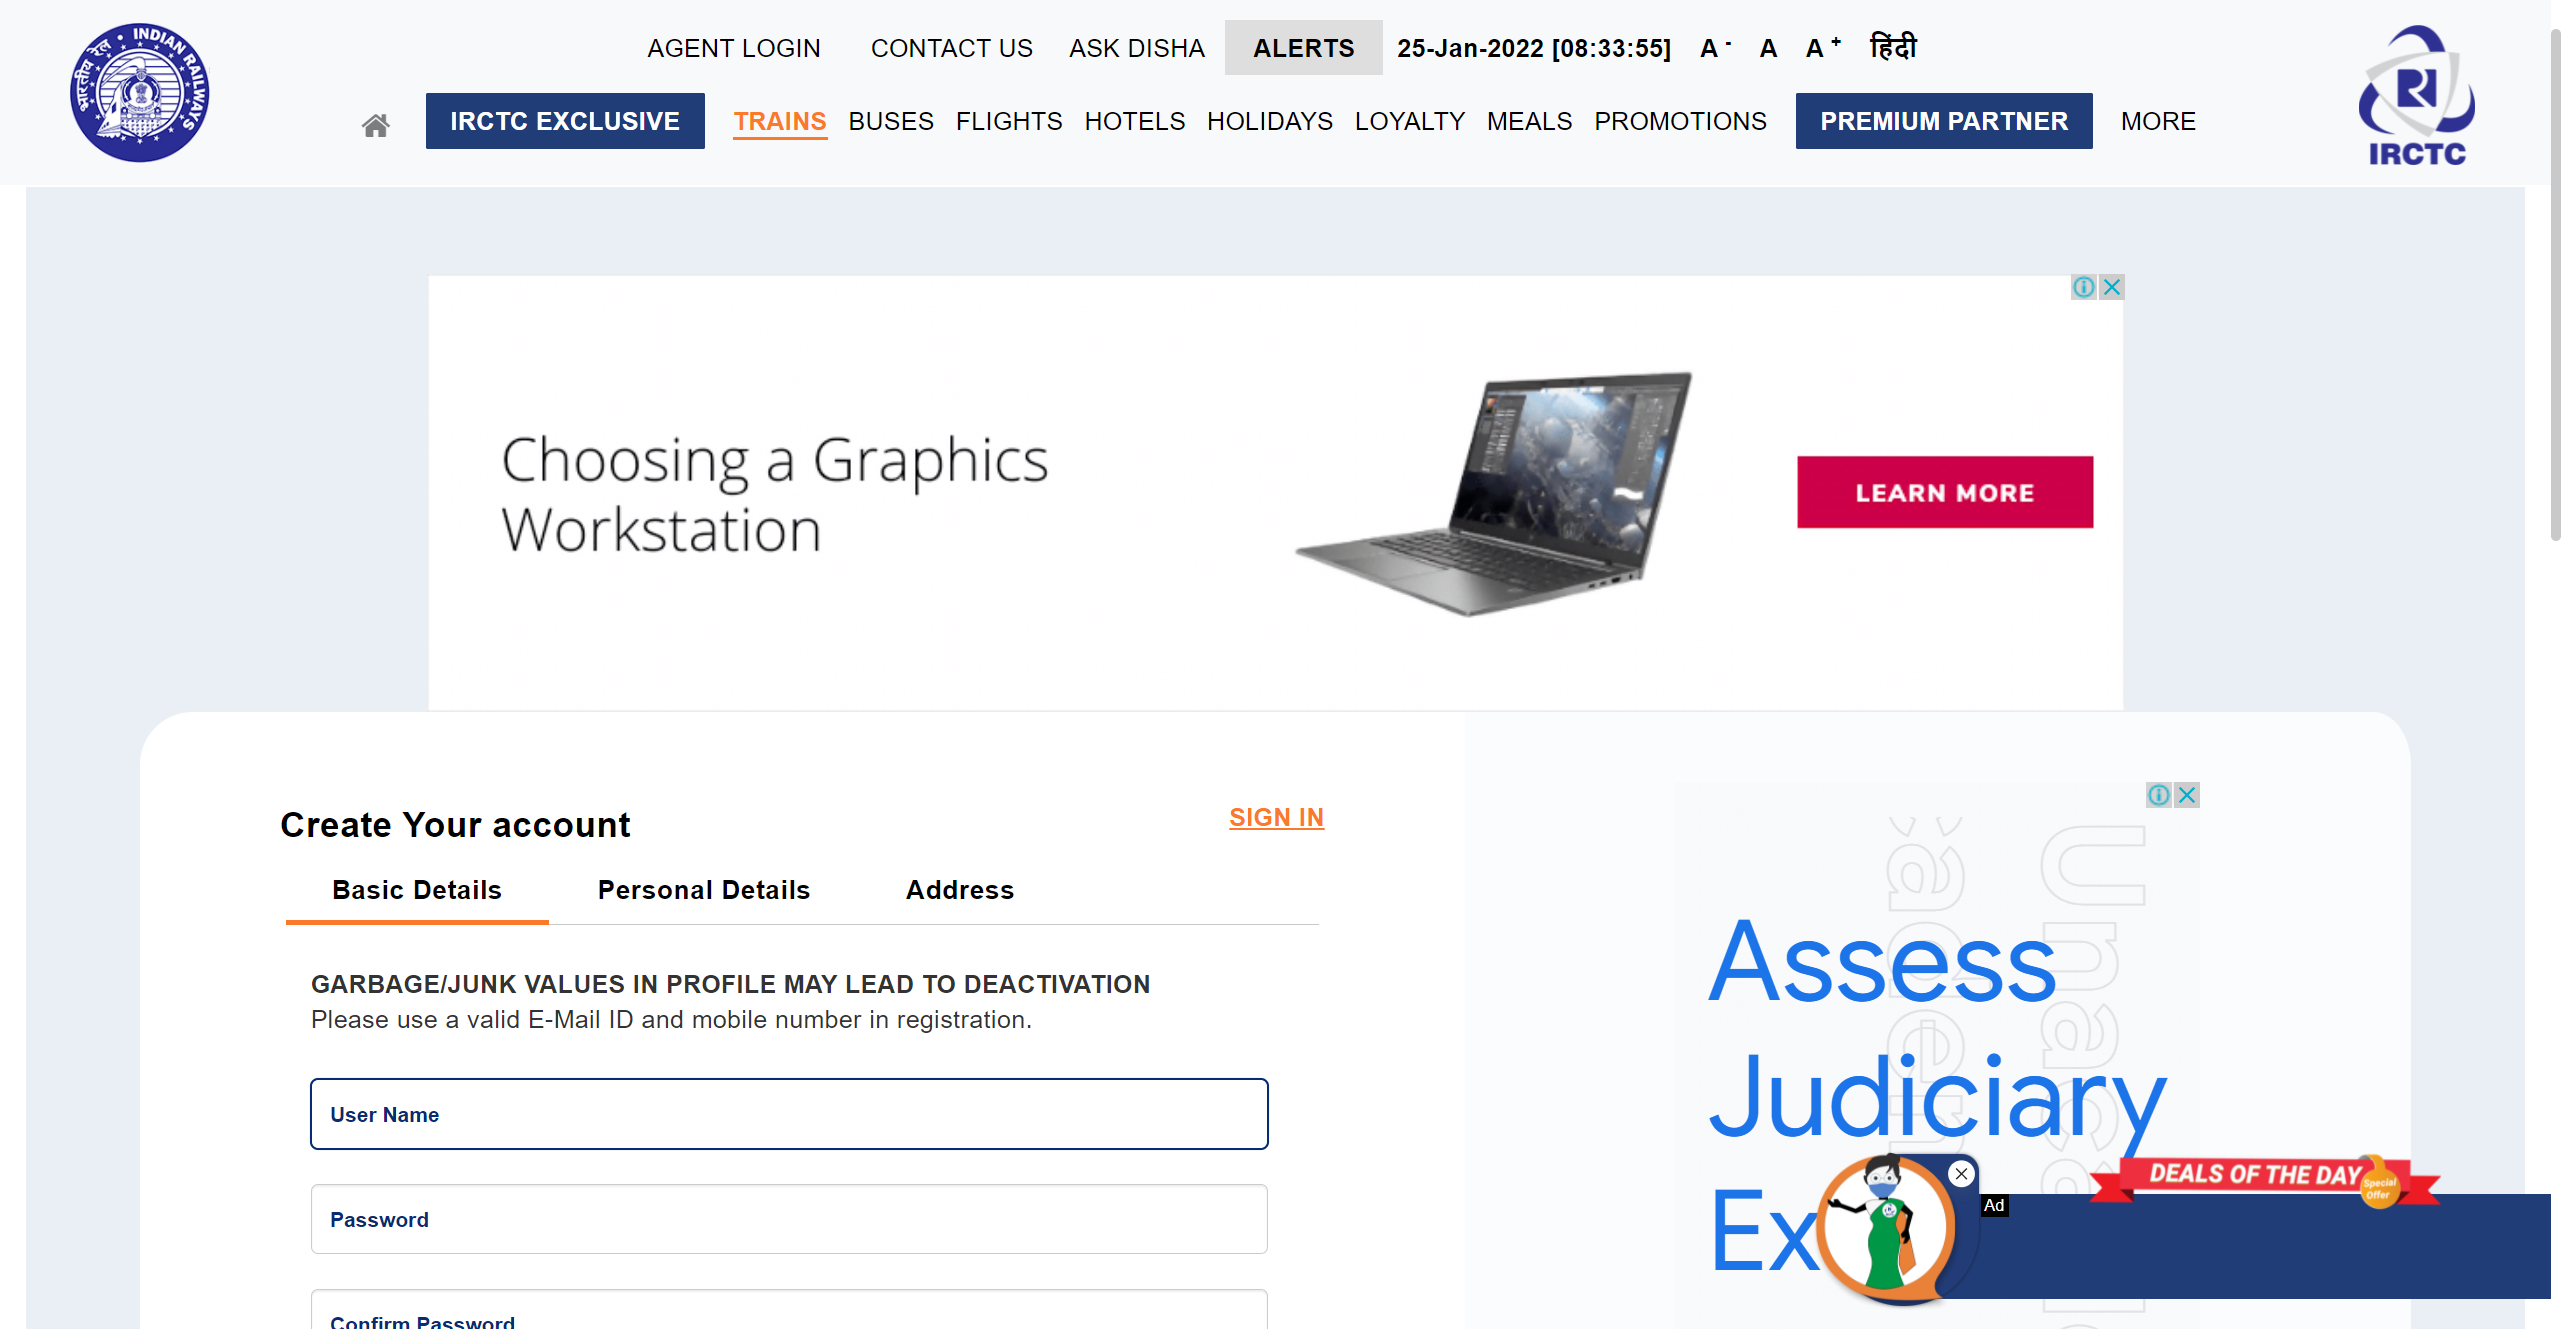 भारतीय रेल • INDIAN RAILWAYS
AGENT LOGIN CONTACT US ASK DISHA ALERTS 25-Jan-2022 [08:33:55] A - A A + हिंदी
IRCTC EXCLUSIVE TRAINS BUSES FLIGHTS HOTELS HOLIDAYS LOYALTY MEALS PROMOTIONS PREMIUM PARTNER MORE
IRCTC
Choosing a Graphics
Workstation
LEARN MORE
Create Your account
SIGN IN
Basic Details Personal Details Address
GARBAGE/JUNK VALUES IN PROFILE MAY LEAD TO DEACTIVATION
Please use a valid E-Mail ID and mobile number in registration.
User Name
Password
Confirm Password
Assess
Judiciary
Ex
Ad
DEALS OF THE DAY
Special
Offer